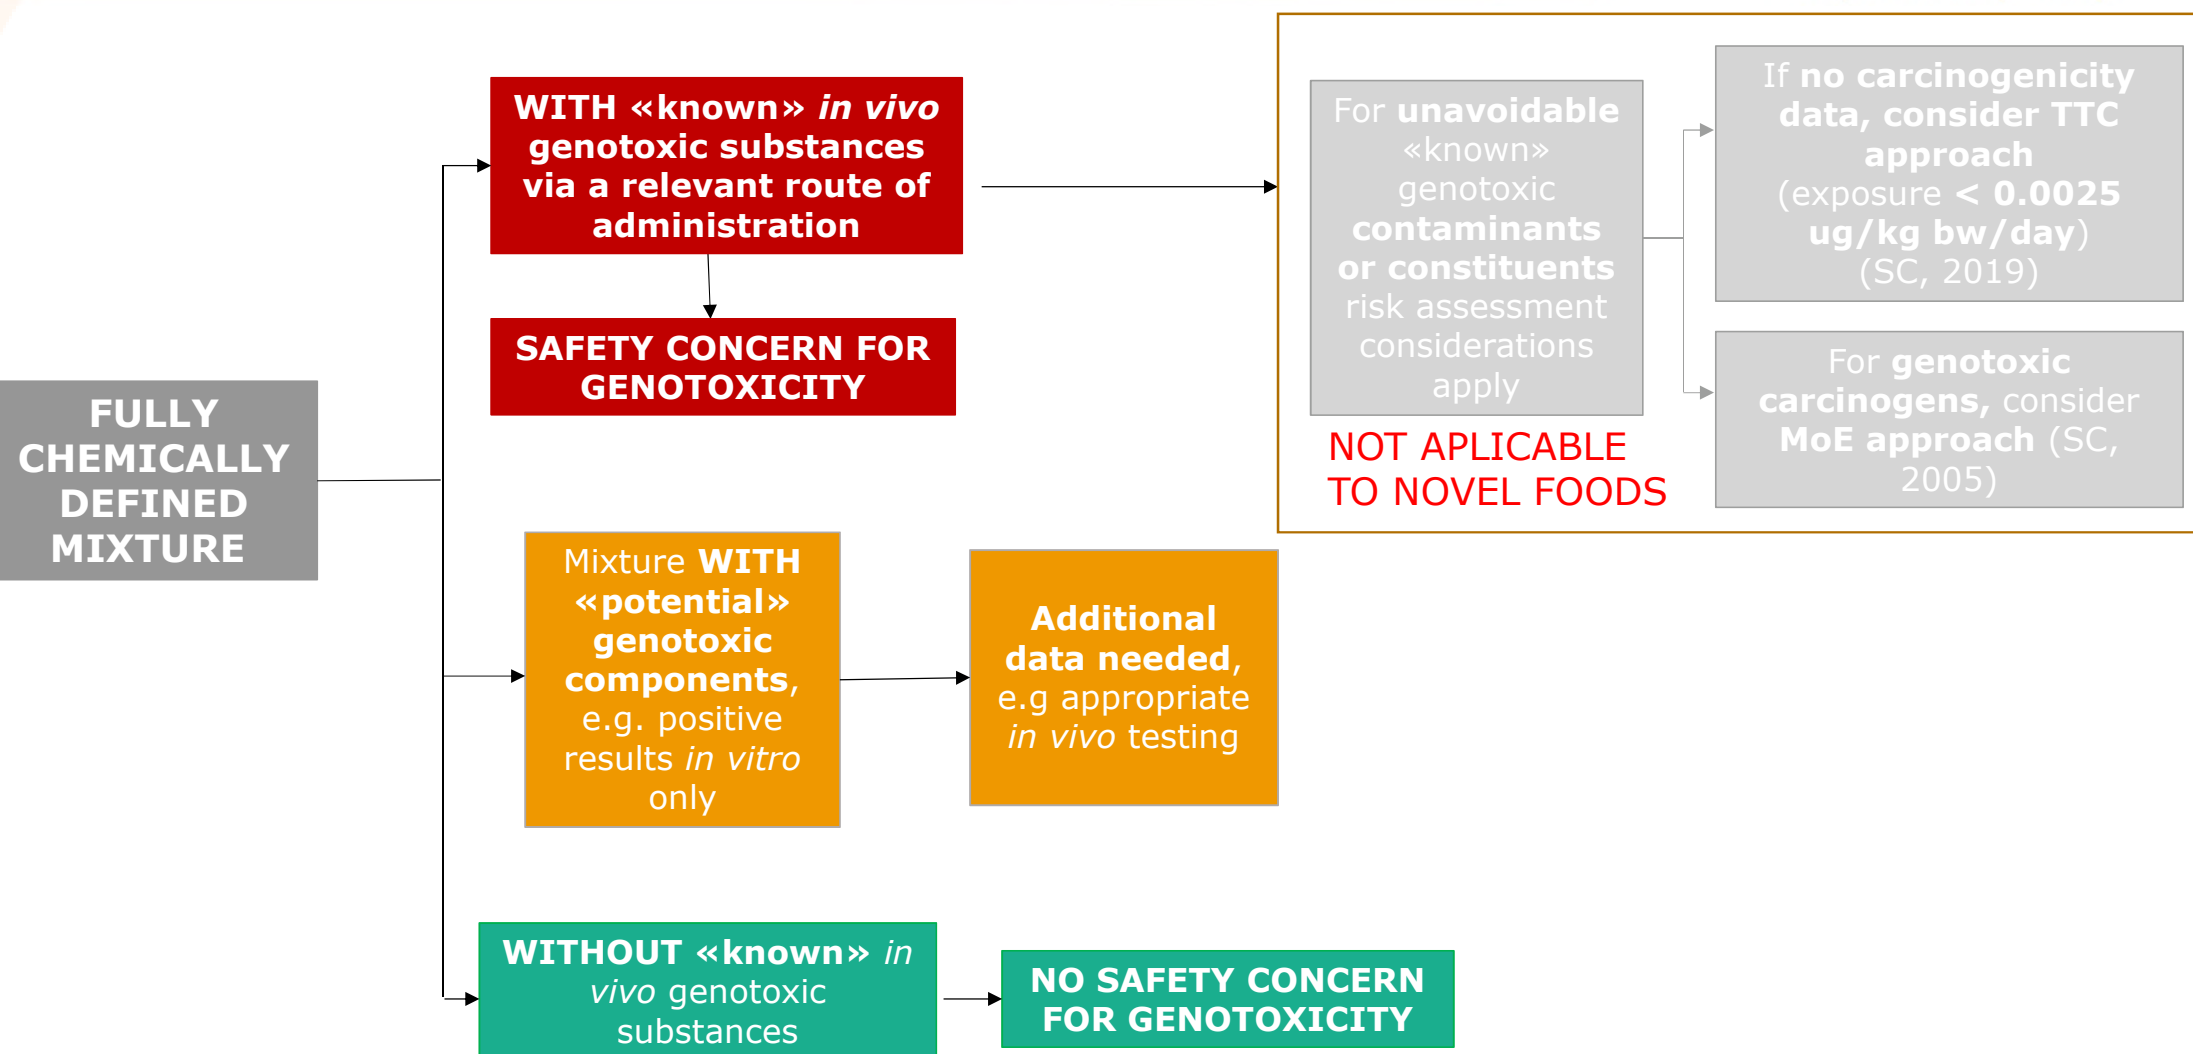 FULLY
CHEMICALLY
DEFINED
MIXTURE
WITH «known» in vivo
genotoxic substances
via a relevant route of
administration
SAFETY CONCERN FOR
GENOTOXICITY
For unavoidable
«known»
genotoxic
contaminants
or constituents
risk assessment
considerations
apply
NOT APLICABLE
TO NOVEL FOODS
If no carcinogenicity
data, consider TTC
approach
(exposure < 0.0025
ug/kg bw/day)
(SC, 2019)
For genotoxic
carcinogens, consider
MoE approach (SC,
2005)
Mixture WITH
«potential»
genotoxic
components,
e.g. positive
results in vitro
only
Additional
data needed,
e.g appropriate
in vivo testing
WITHOUT «known» in
vivo genotoxic
substances
NO SAFETY CONCERN
FOR GENOTOXICITY